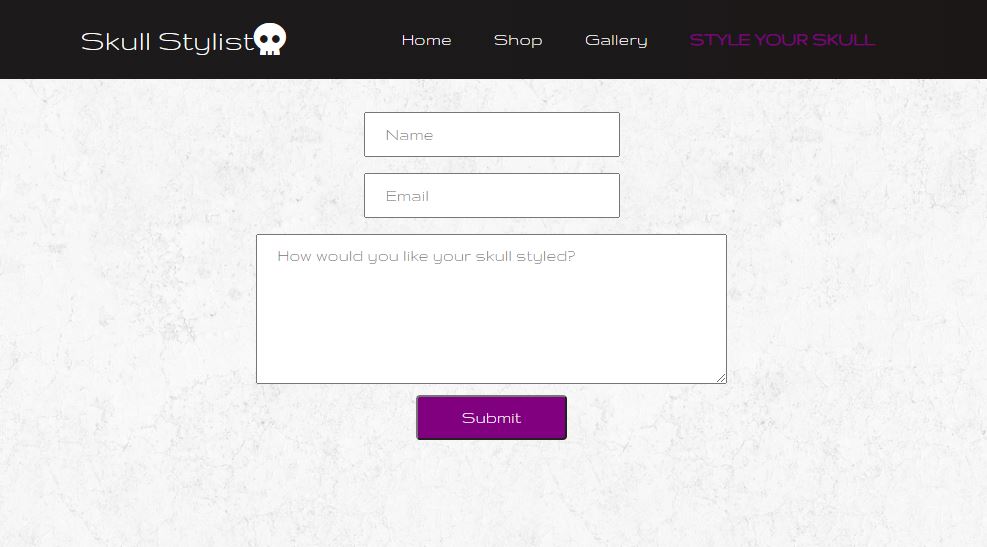 Skull Stylist Home Shop Gallery STYLE YOUR SKULL
Name
Email
How would you like your skull styled?
Submit